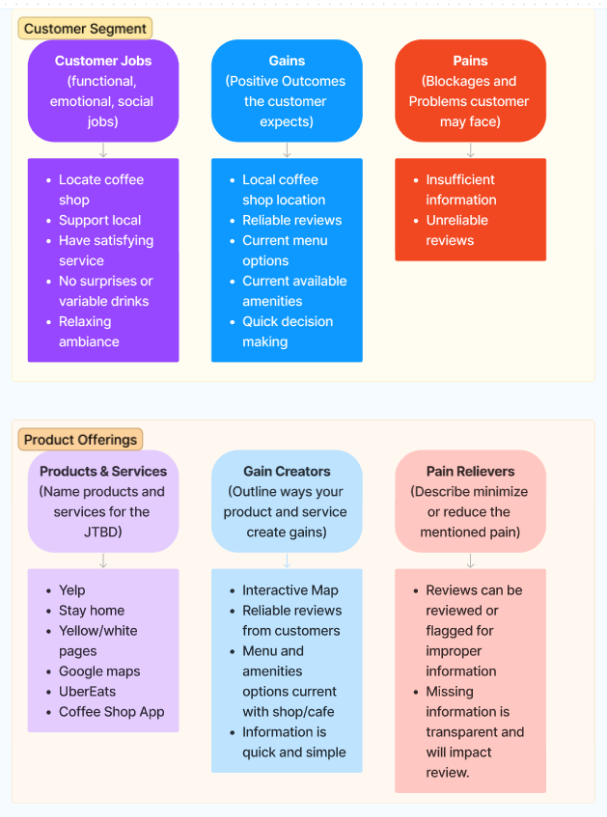 Customer Segment
Customer Jobs
(functional,
emotional, social
jobs)
Gains
(Positive Outcomes
the customer
expects)
Pains
(Blockages and
Problems customer
may face)
• Locate coffee
shop
• Support local
• Have satisfying
service
• No surprises or
variable drinks
• Relaxing
ambiance
• Local coffee
shop location
• Reliable reviews
• Current menu
options
• Current available
amenities
• Quick decision
making
• Insufficient
information
• Unreliable
reviews
Product Offerings
Products & Services
(Name products and
services for the
JTBD)
Gain Creators
(Outline ways your
product and service
create gains)
Pain Relievers
(Describe minimize
or reduce the
mentioned pain)
• Yelp
• Stay home
• Yellow/white
pages
• Google maps
• UberEats
• Coffee Shop App
• Interactive Map
• Reliable reviews
from customers
• Menu and
amenities
options current
with shop/cafe
• Information is
quick and simple
• Reviews can be
reviewed or
flagged for
improper
information
• Missing
information is
transparent and
will impact
review.